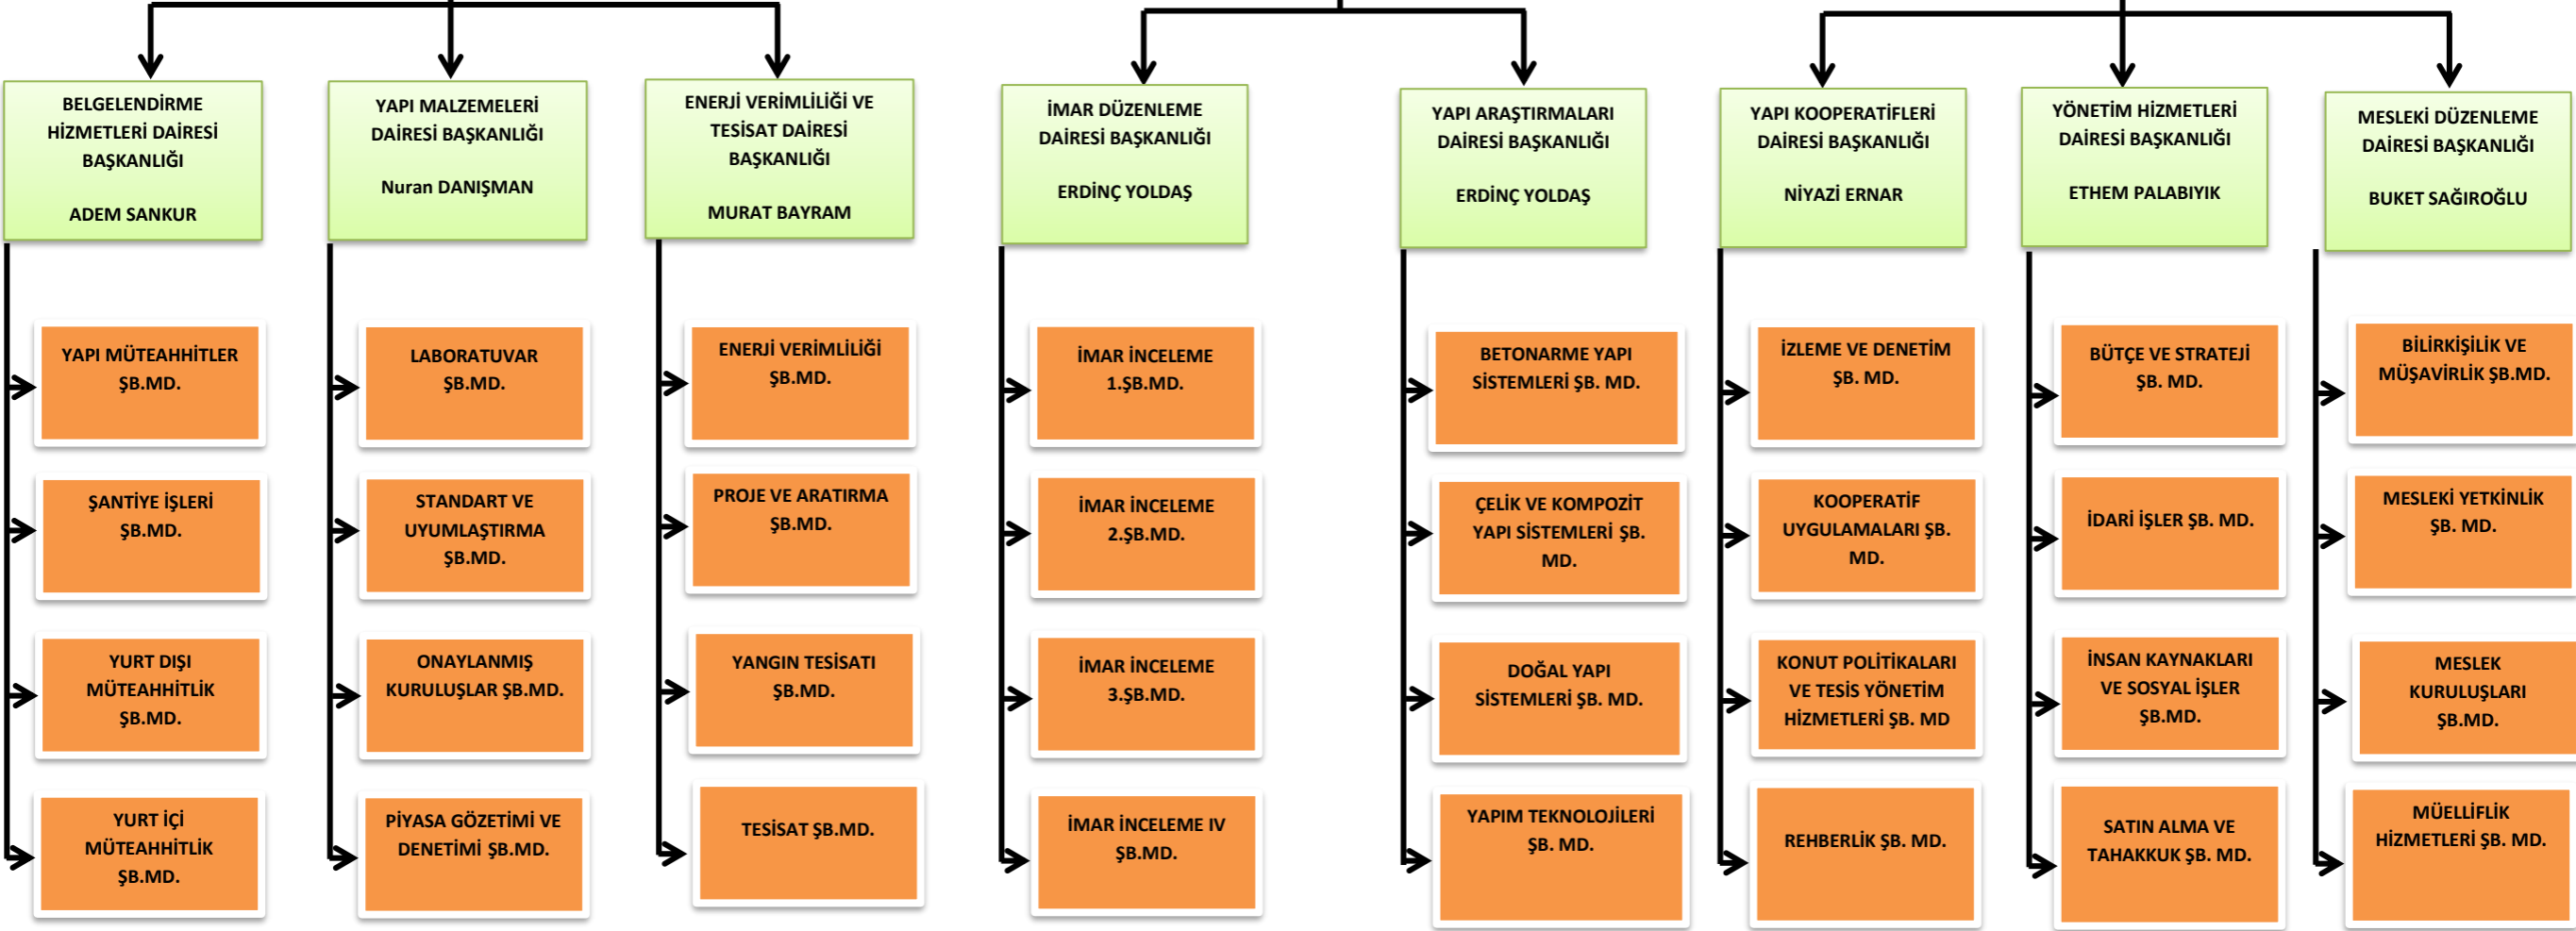 BELGELENDİRME
HİZMETLERİ DAİRESİ
BAŞKANLIĞI
ADEM SANKUR
YAPI MÜTEAHHİTLER
ŞB.MD.
ŞANTİYE İŞLERİ
ŞB.MD.
YURT DIŞI
MÜTEAHHİTLİK
ŞB.MD.
YURT İÇİ
MÜTEAHHİTLİK
ŞB.MD.
YAPI MALZEMELERİ
DAİRESİ BAŞKANLIĞI
Nuran DANIŞMAN
LABORATUVAR
ŞB.MD.
STANDART VE
UYUMLAŞTIRMA
ŞB.MD.
ONAYLANMIŞ
KURULUŞLAR ŞB.MD.
PİYASA GÖZETİMİ VE
DENETİMİ ŞB.MD.
ENERJİ VERİMLİLİĞİ VE
TESİSAT DAİRESİ
BAŞKANLIĞI
MURAT BAYRAM
ENERJİ VERİMLİLİĞİ
ŞB.MD.
PROJE VE ARATIRMA
ŞB.MD.
YANGIN TESİSATI
ŞB.MD.
TESİSAT ŞB.MD.
İMAR DÜZENLEME
DAİRESİ BAŞKANLIĞI
ERDİNÇ YOLDAŞ
İMAR İNCELEME
1.ŞB.MD.
İMAR İNCELEME
2.ŞB.MD.
İMAR İNCELEME
3.ŞB.MD.
İMAR İNCELEME IV
ŞB.MD.
YAPI ARAŞTIRMALARI
DAİRESİ BAŞKANLIĞI
ERDİNÇ YOLDAŞ
BETONARME YAPI
SİSTEMLERİ ŞB. MD.
ÇELİK VE KOMPOZİT
YAPI SİSTEMLERİ ŞB.
MD.
DOĞAL YAPI
SİSTEMLERİ ŞB. MD.
YAPIM TEKNOLOJİLERİ
ŞB. MD.
YAPI KOOPERATİFLERİ
DAİRESİ BAŞKANLIĞI
NİYAZİ ERNAR
İZLEME VE DENETİM
ŞB. MD.
KOOPERATİF
UYGULAMALARI ŞB.
MD.
KONUT POLİTİKALARI
VE TESİS YÖNETİM
HİZMETLERİ ŞB. MD
REHBERLİK ŞB. MD.
YÖNETİM HİZMETLERİ
DAİRESİ BAŞKANLIĞI
ETHEM PALABIYIK
BÜTÇE VE STRATEJİ
ŞB. MD.
İDARİ İŞLER ŞB. MD.
İNSAN KAYNAKLARI
VE SOSYAL İŞLER
ŞB.MD.
SATIN ALMA VE
TAHAKKUK ŞB. MD.
MESLEKİ DÜZENLEME
DAİRESİ BAŞKANLIĞI
BUKET SAĞIROĞLU
BİLİRKİŞİLİK VE
MÜŞAVİRLİK ŞB.MD.
MESLEKİ YETKİNLİK
ŞB. MD.
MESLEK
KURULUŞLARI
ŞB.MD.
MÜELLİFLİK
HİZMETLERİ ŞB. MD.